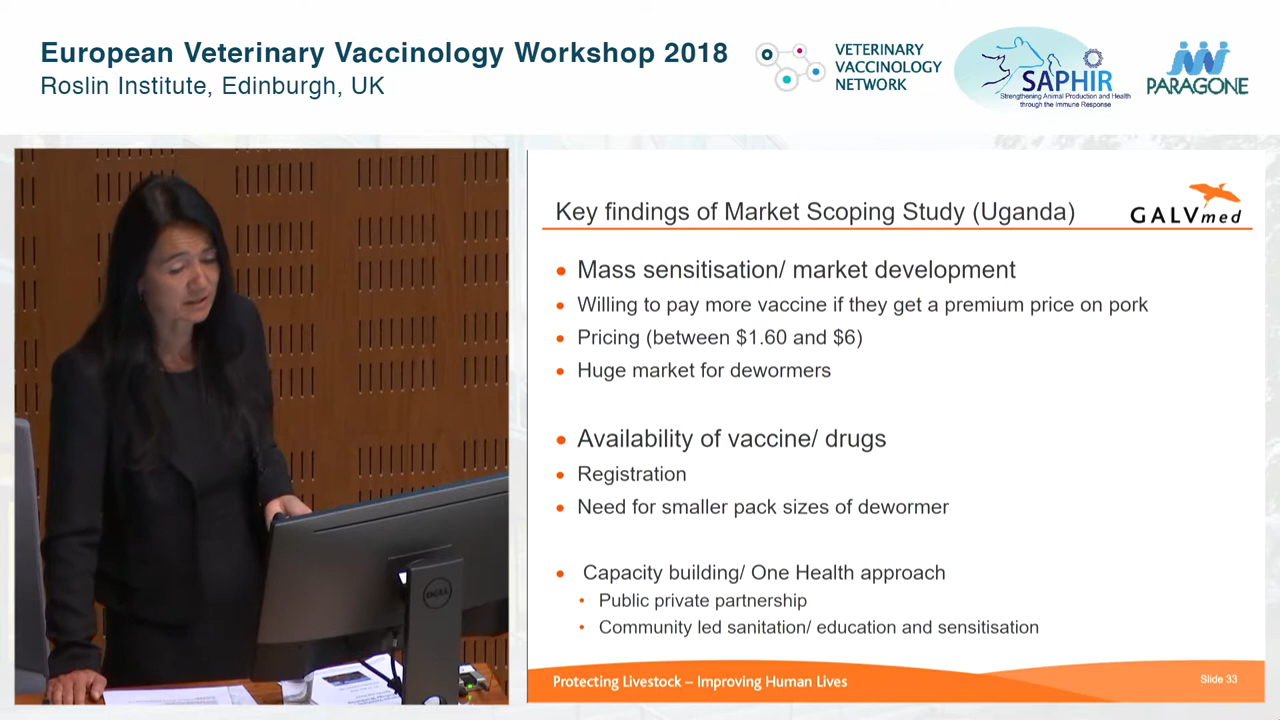 European Veterinary Vaccinology Workshop 2018
Roslin Institute, Edinburgh, UK
VETERINARY
VACCINOLOGY
NETWORK
SAPHIR
Strengthening Animal Production and Health
through the Immune Response
PARAGONE
Key findings of Market Scoping Study (Uganda)
GALVmed
• Mass sensitisation/ market development
• Willing to pay more vaccine if they get a premium price on pork
• Pricing (between $1.60 and $6)
• Huge market for dewormers
• Availability of vaccine/ drugs
• Registration
• Need for smaller pack sizes of dewormer
• Capacity building/ One Health approach
• Public private partnership
• Community led sanitation/ education and sensitisation
Protecting Livestock – Improving Human Lives
Slide 33
DELL